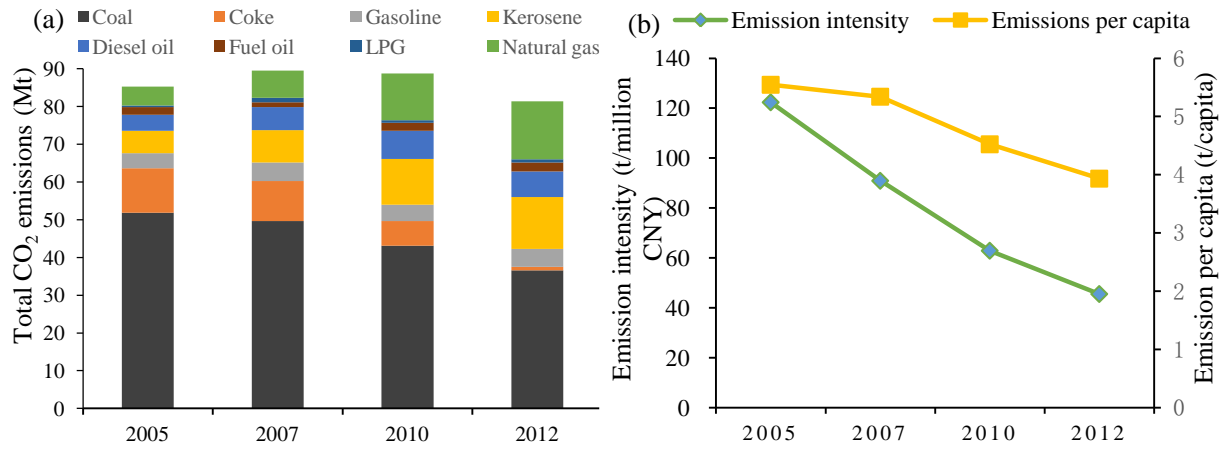 (a)
Coal Coke Gasoline Kerosene
Diesel oil Fuel oil LPG Natural gas
Total CO2 emissions (Mt)
90
80
70
60
50
40
30
20
10
0
2005 2007 2010 2012
(b)
Emission intensity Emissions per capita
Emission intensity (t/million
CNY)
140
120
100
80
60
40
20
0
6
5
4
3
2
1
0
Emission per capita (t/capita)
2005 2007 2010 2012